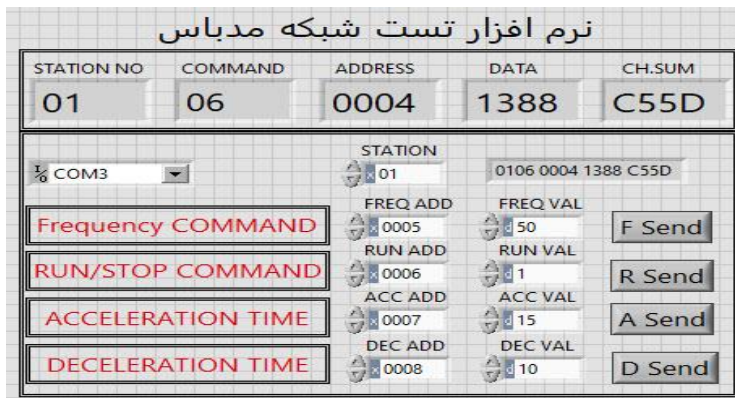 نرم افزار تست شبکه مدباس
STATION NO COMMAND ADDRESS DATA CH.SUM
01 06 0004 1388 C55D
STATION
I/O COM3 x 01 0106 0004 1388 C55D
FREQ ADD FREQ VAL
Frequency COMMAND x 0005 d 50 F Send
RUN ADD RUN VAL
RUN/STOP COMMAND x 0006 d 1 R Send
ACC ADD ACC VAL
ACCELERATION TIME x 0007 d 15 A Send
DEC ADD DEC VAL
DECELERATION TIME x 0008 d 10 D Send